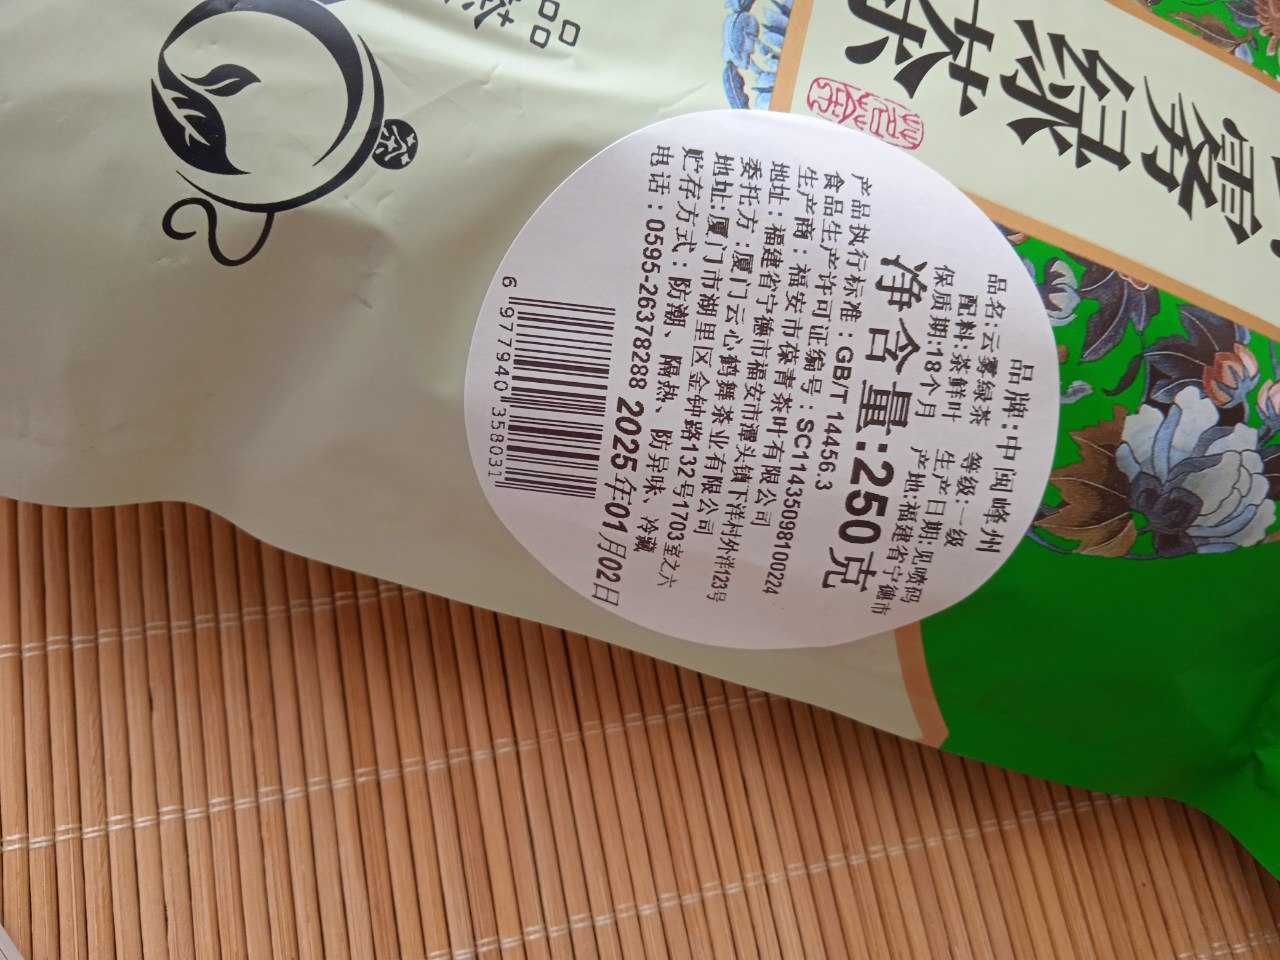 雾绿茶
茶
品牌:中闽峰州
品名:云雾绿茶 等级:一级
配料:茶鲜叶 生产日期:见喷码
保质期:18个月 产地:福建省宁德市
净含量:250克
产品执行标准：GB/T 14456.3
食品生产许可证编号：SC11435098100224
生产商：福安市葆青茶叶有限公司
地址：福建省宁德市福安市潭头镇下洋村外洋123号
委托方:厦门云心鹤舞茶业有限公司
地址:厦门市湖里区金钟路132号1703室之六
贮存方式：防潮、隔热、防异味、冷藏
电话：0595-26378288 2025年01月02日
6 977940 358031